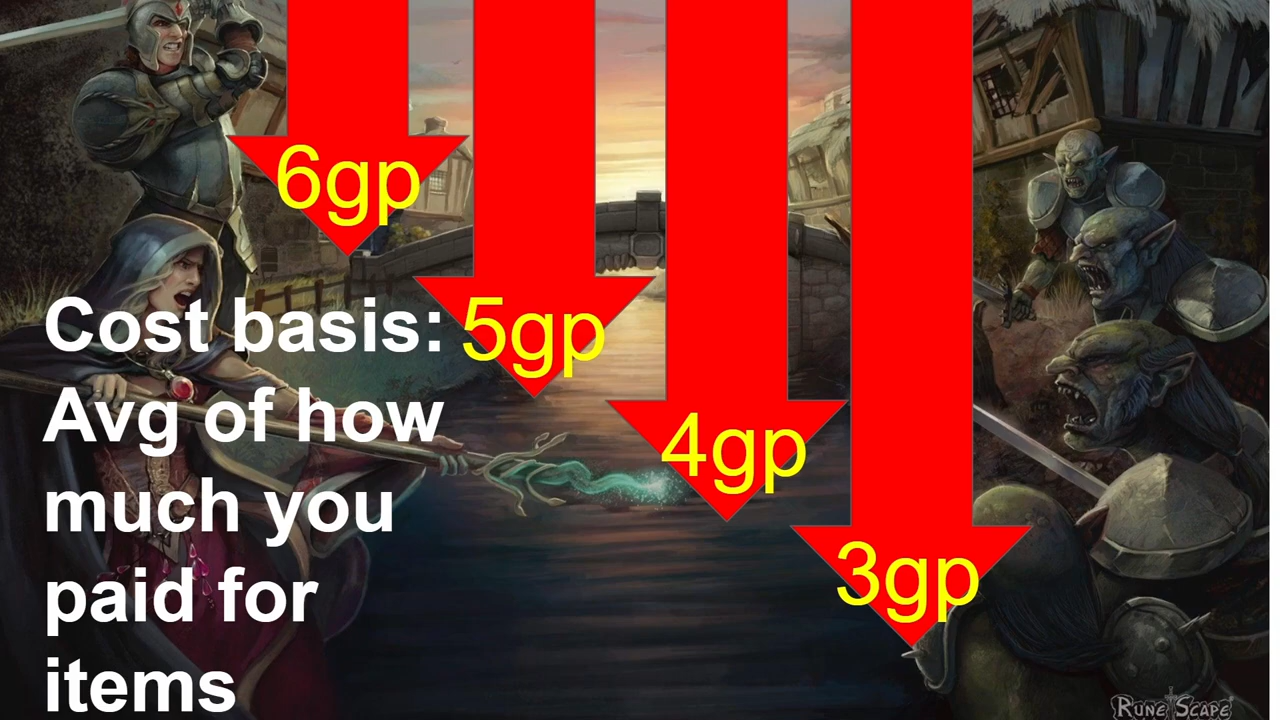 6gp
Cost basis:
5gp
Avg of how
4gp
much you
paid for
3gp
items
RUNESCAPE